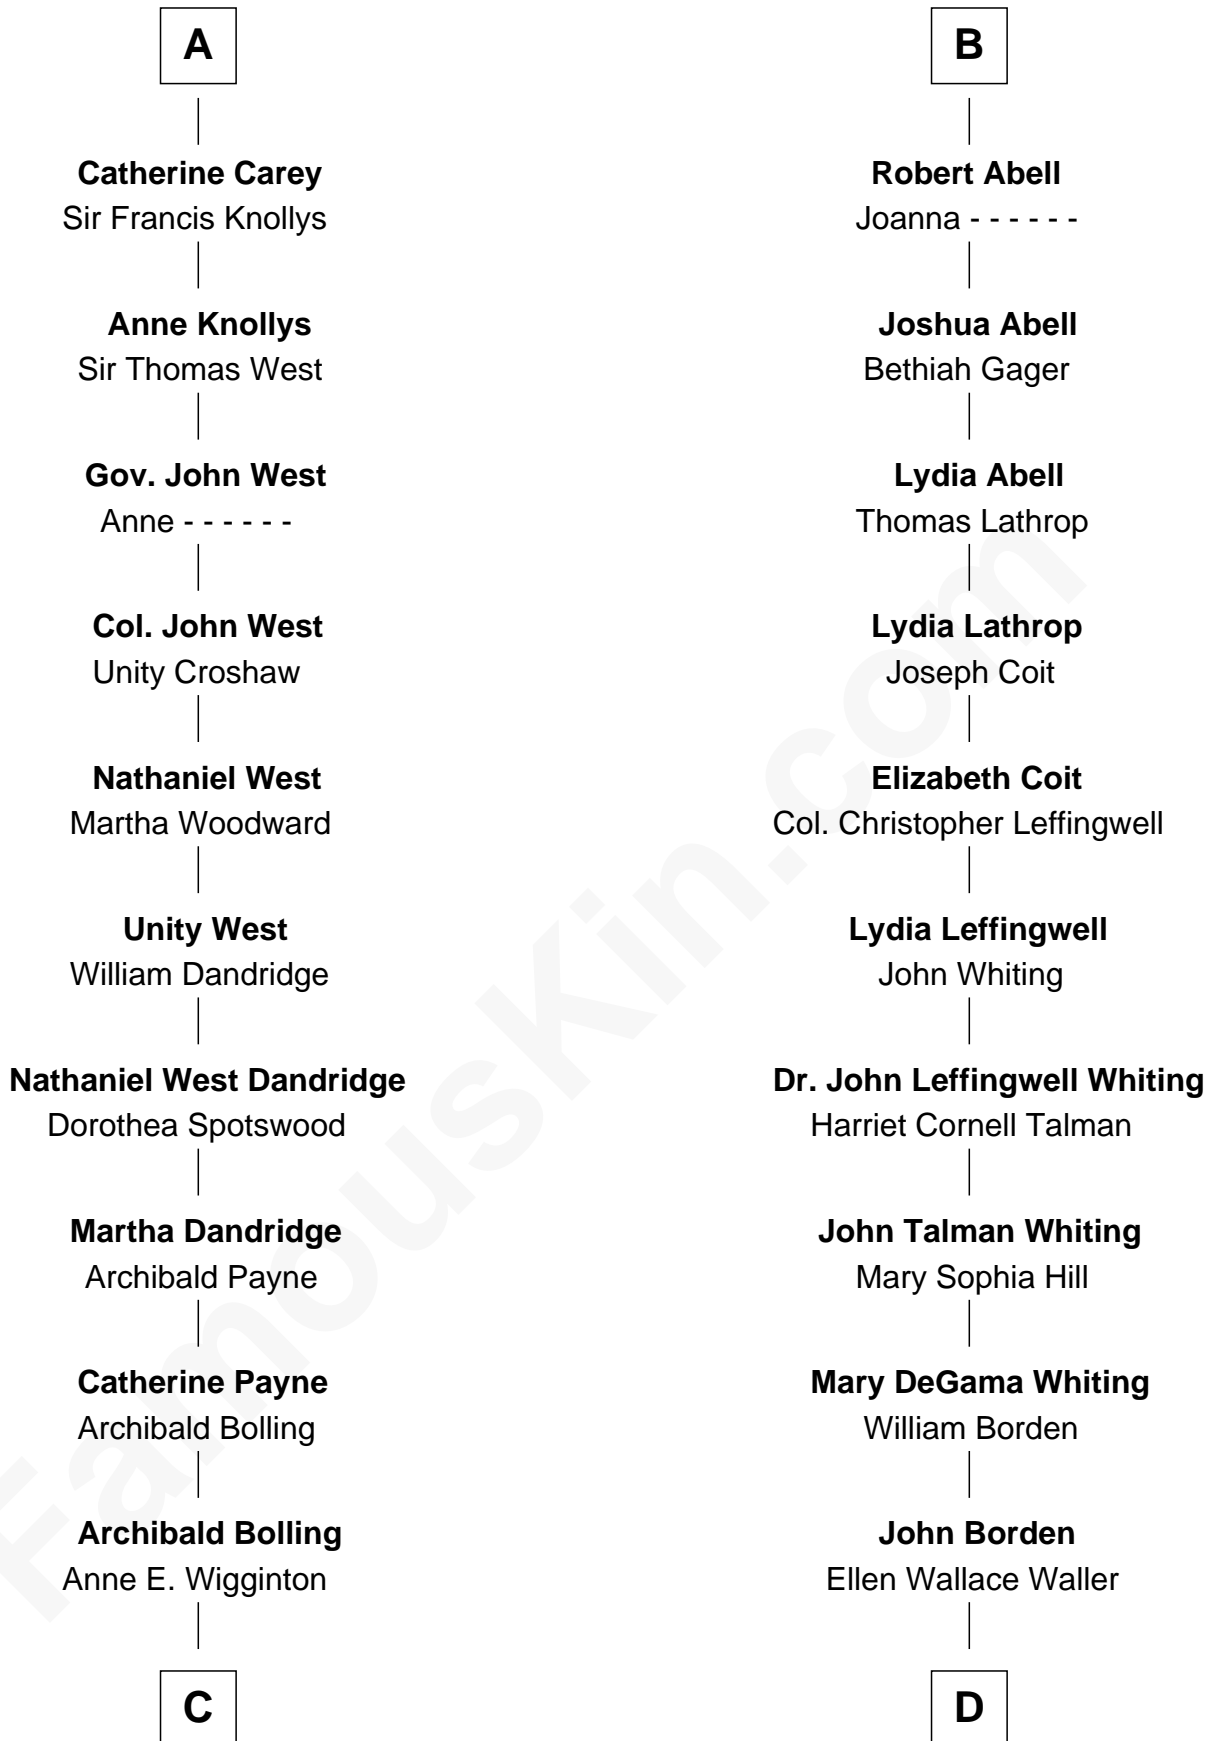 A
Catherine Carey
Sir Francis Knollys
Anne Knollys
Sir Thomas West
Gov. John West
Anne - - - - - -
Col. John West
Unity Croshaw
Nathaniel West
Martha Woodward
Unity West
William Dandridge
Nathaniel West Dandridge
Dorothea Spotswood
Martha Dandridge
Archibald Payne
Catherine Payne
Archibald Bolling
Archibald Bolling
Anne E. Wigginton
C
B
Robert Abell
Joanna - - - - - -
Joshua Abell
Bethiah Gager
Lydia Abell
Thomas Lathrop
Lydia Lathrop
Joseph Coit
Elizabeth Coit
Col. Christopher Leffingwell
Lydia Leffingwell
John Whiting
Dr. John Leffingwell Whiting
Harriet Cornell Talman
John Talman Whiting
Mary Sophia Hill
Mary DeGama Whiting
William Borden
John Borden
Ellen Wallace Waller
D
FamousKin.com